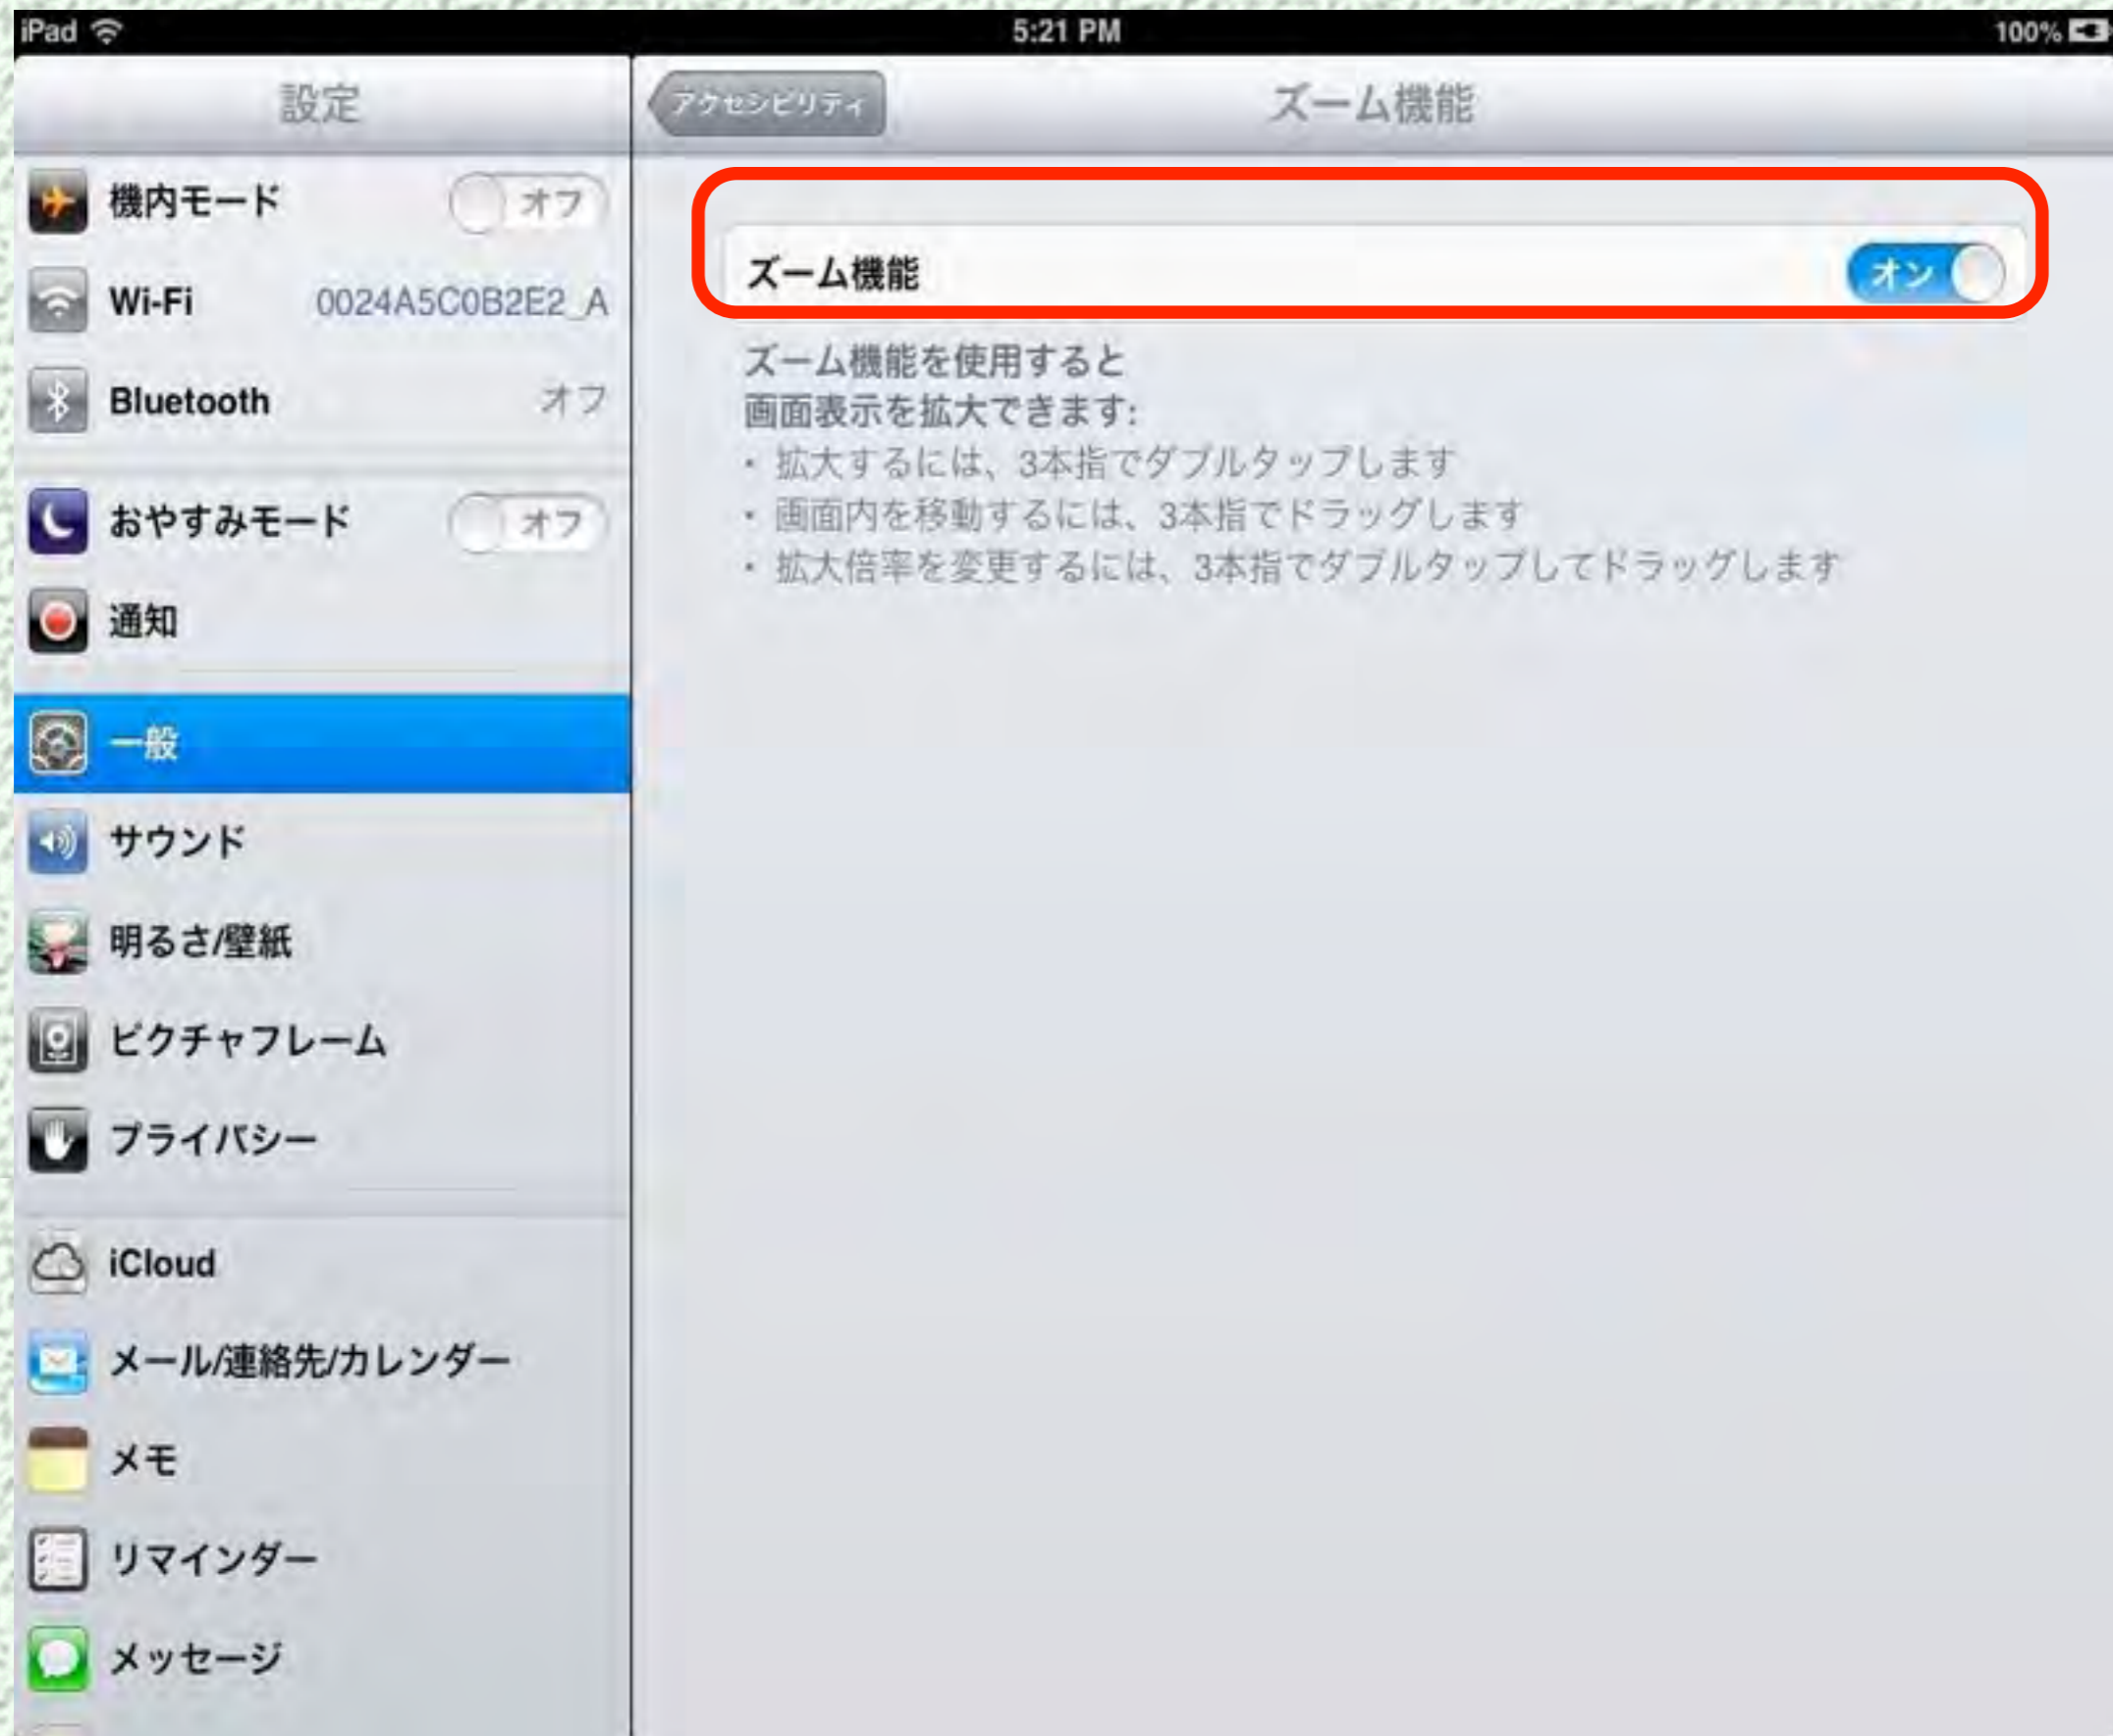 iPad 5:21 PM 100%
設定
機内モード オフ
Wi-Fi 0024A5C0B2E2_A
Bluetooth オフ
おやすみモード オフ
通知
一般
サウンド
明るさ/壁紙
ピクチャフレーム
プライバシー
iCloud
メール/連絡先/カレンダー
メモ
リマインダー
メッセージ
アクセシビリティ ズーム機能
ズーム機能 オン
ズーム機能を使用すると
画面表示を拡大できます:
・ 拡大するには、3本指でダブルタップします
・ 画面内を移動するには、3本指でドラッグします
・ 拡大倍率を変更するには、3本指でダブルタップしてドラッグします